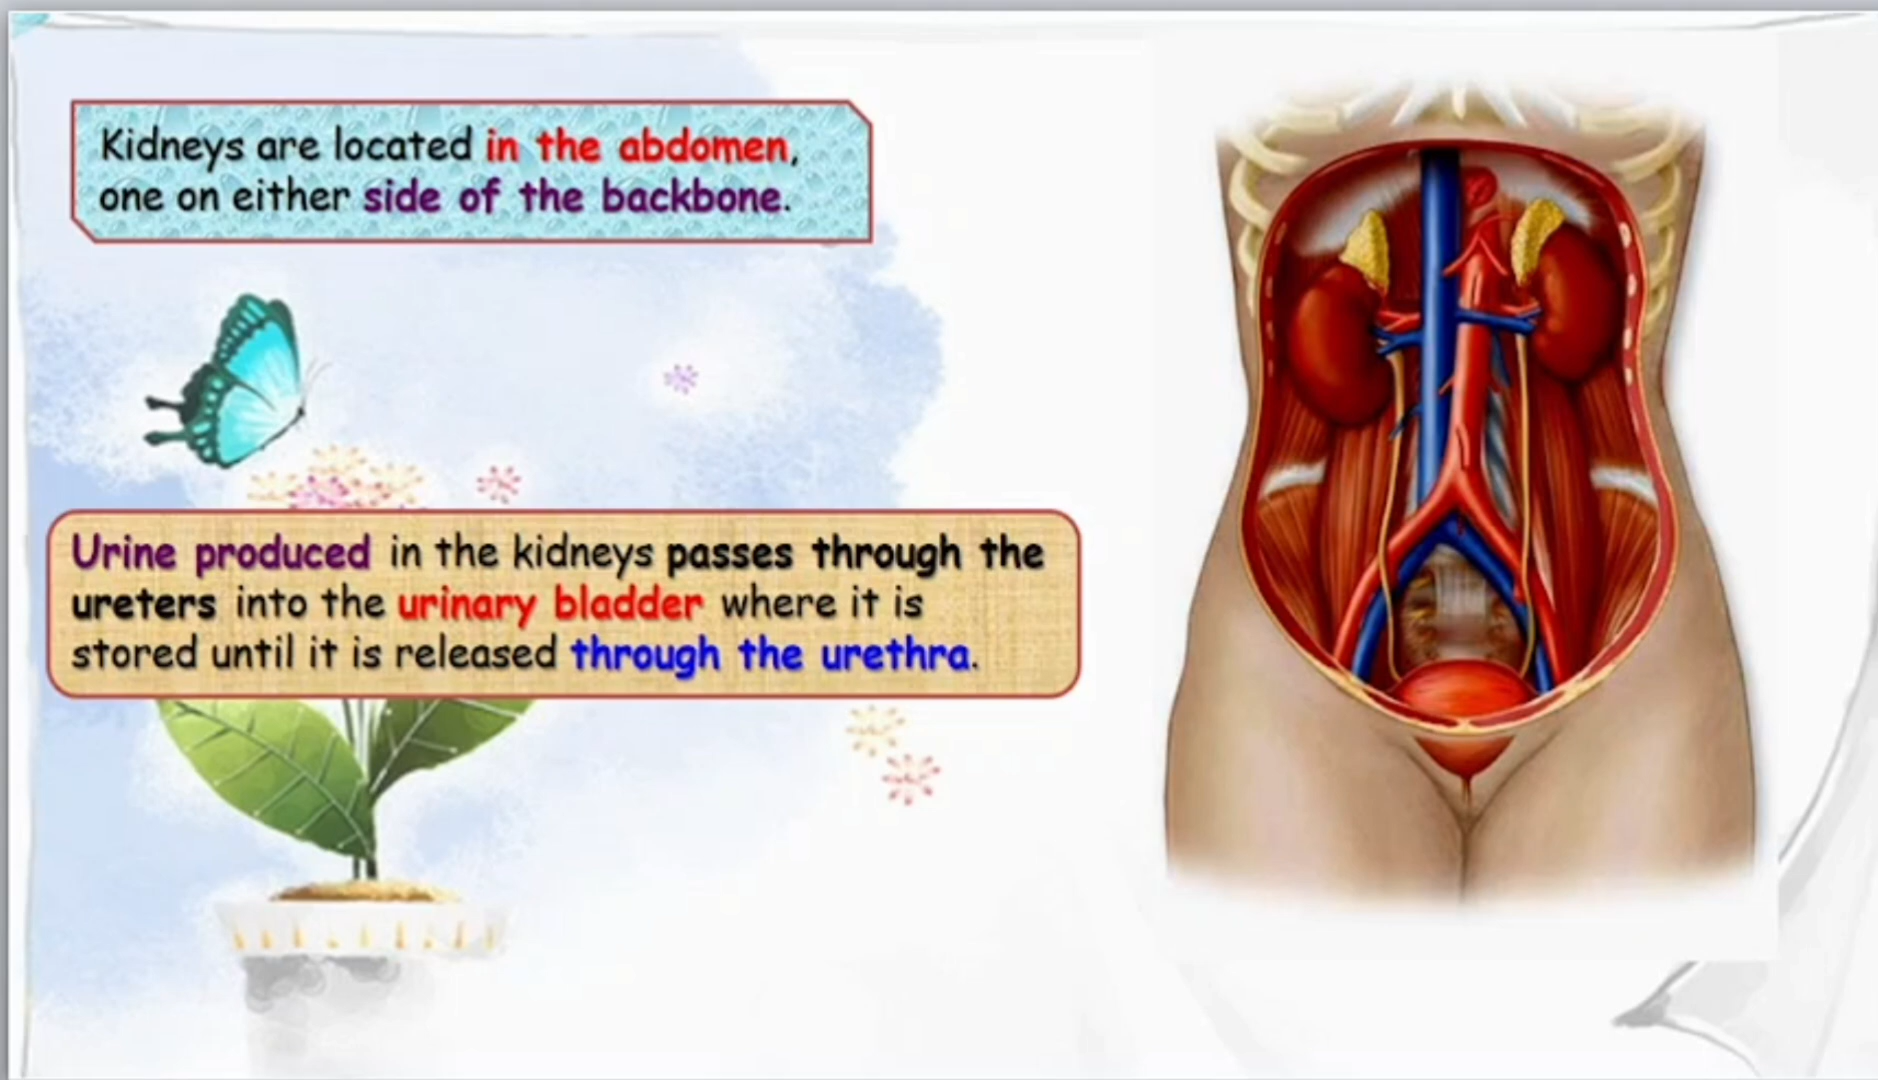 Kidneys are located in the abdomen,
one on either side of the backbone.
Urine produced in the kidneys passes through the
ureters into the urinary bladder where it is
stored until it is released through the urethra.